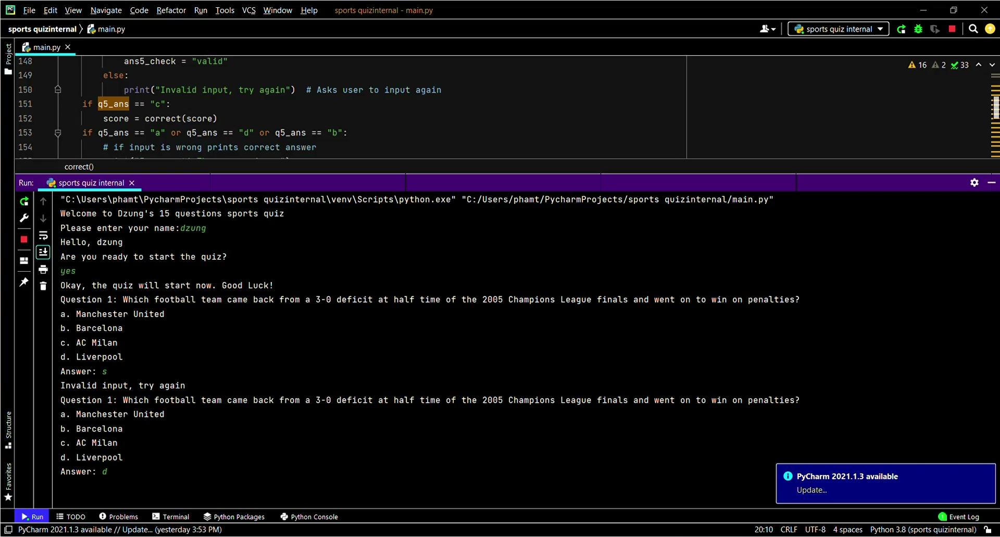 File Edit View Navigate Code Refactor Run Tools VCS Window Help sports quizinternal - main.py
sports quizinternal main.py sports quiz internal
Project
main.py
148 ans5_check = "valid"
16 2 33
149 else:
150 print("Invalid input, try again") # Asks user to input again
151 if q5_ans == "c":
152 score = correct(score)
153 if q5_ans == "a" or q5_ans == "d" or q5_ans == "b":
154 # if input is wrong prints correct answer
correct()
Run: sports quiz internal
"C:\Users\phamt\PycharmProjects\sports quizinternal\venv\Scripts\python.exe" "C:/Users/phamt/PycharmProjects/sports quizinternal/main.py"
Welcome to Dzung's 15 questions sports quiz
Please enter your name:dzung
Hello, dzung
Are you ready to start the quiz?
yes
Okay, the quiz will start now. Good Luck!
Question 1: Which football team came back from a 3-0 deficit at half time of the 2005 Champions League finals and went on to win on penalties?
a. Manchester United
b. Barcelona
c. AC Milan
d. Liverpool
Answer: s
Invalid input, try again
Question 1: Which football team came back from a 3-0 deficit at half time of the 2005 Champions League finals and went on to win on penalties?
a. Manchester United
b. Barcelona
c. AC Milan
d. Liverpool
Answer: d
Structure
Favorites
PyCharm 2021.1.3 available
Update...
Run TODO Problems Terminal Python Packages Python Console Event Log
PyCharm 2021.1.3 available // Update... (yesterday 3:53 PM) 20:10 CRLF UTF-8 4 spaces Python 3.8 (sports quizinternal)